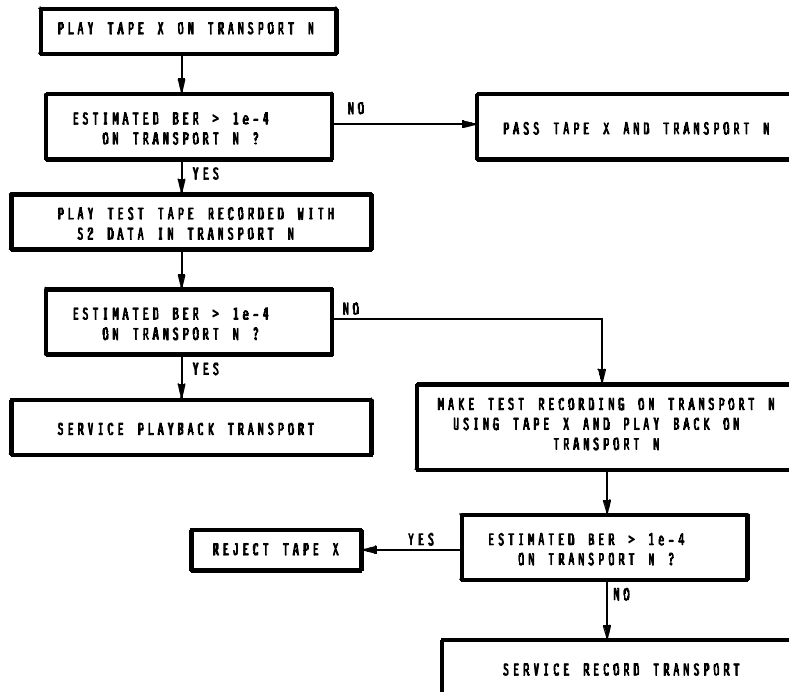 PLAY TAPE X ON TRANSPORT N
ESTIMATED BER > 1e-4
ON TRANSPORT N ?
NO
PASS TAPE X AND TRANSPORT N
YES
PLAY TEST TAPE RECORDED WITH
S2 DATA IN TRANSPORT N
ESTIMATED BER > 1e-4
ON TRANSPORT N ?
NO
YES
SERVICE PLAYBACK TRANSPORT
MAKE TEST RECORDING ON TRANSPORT N
USING TAPE X AND PLAY BACK ON
TRANSPORT N
ESTIMATED BER > 1e-4
ON TRANSPORT N ?
YES
REJECT TAPE X
NO
SERVICE RECORD TRANSPORT